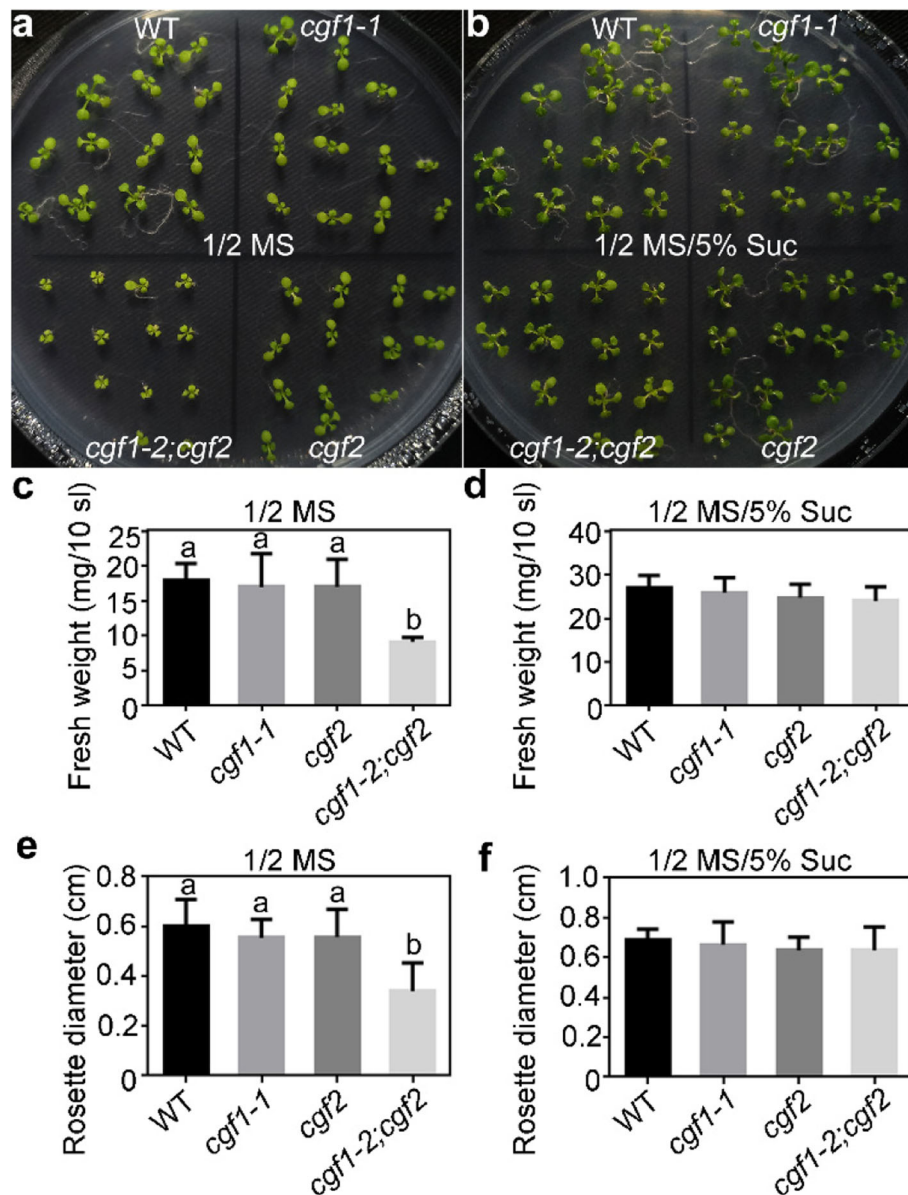 a
WT
cgf1-1
1/2 MS
cgf1-2;cgf2
cgf2
b
WT
cgf1-1
1/2 MS/5% Suc
cgf1-2;cgf2
cgf2
c
1/2 MS
Fresh weight (mg/10 sl)
25
20
15
10
5
0
a
a
a
b
WT
cgf1-1
cgf2
cgf1-2;cgf2
d
1/2 MS/5% Suc
Fresh weight (mg/10 sl)
40
30
20
10
0
WT
cgf1-1
cgf2
cgf1-2;cgf2
e
1/2 MS
Rosette diameter (cm)
0.8
0.6
0.4
0.2
0
a
a
a
b
WT
cgf1-1
cgf2
cgf1-2;cgf2
f
1/2 MS/5% Suc
Rosette diameter (cm)
1.0
0.8
0.6
0.4
0.2
0
WT
cgf1-1
cgf2
cgf1-2;cgf2